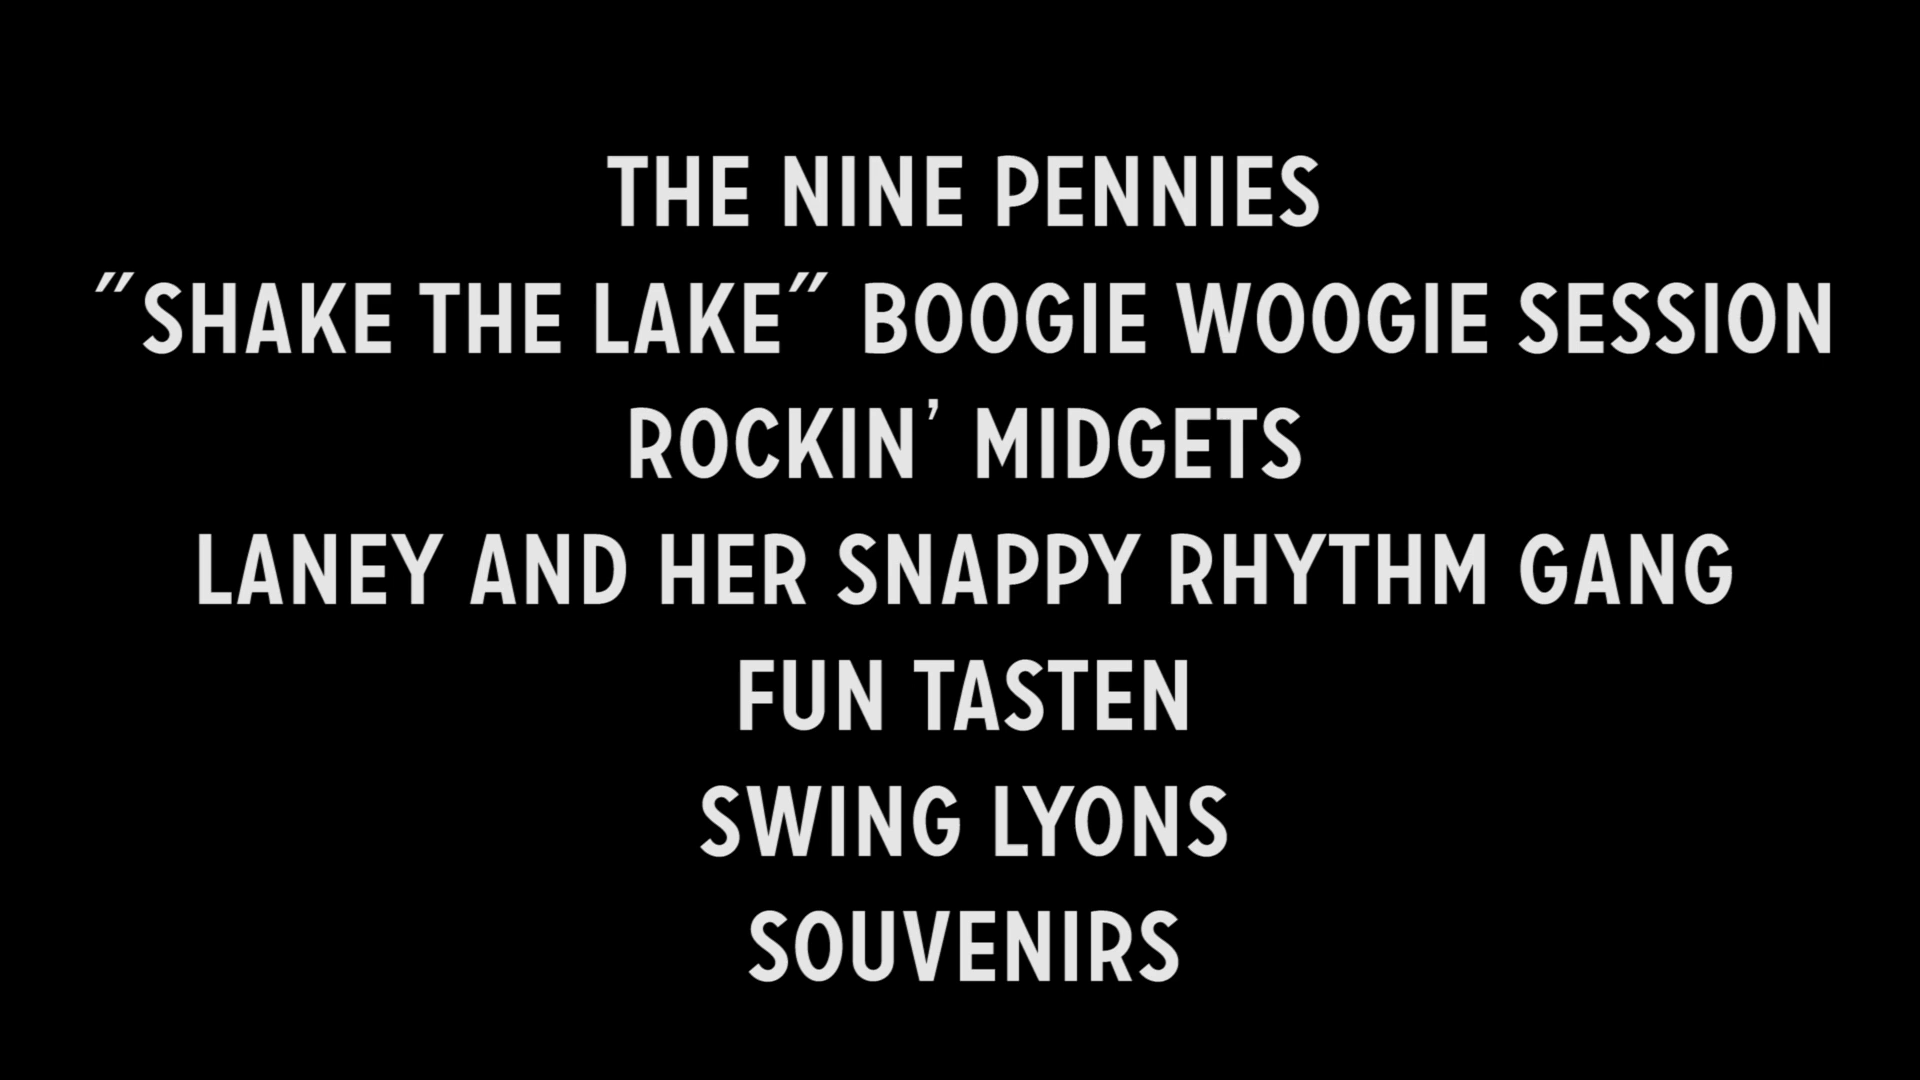 THE NINE PENNIES
"SHAKE THE LAKE" BOOGIE WOOGIE SESSION
ROCKIN' MIDGETS
LANEY AND HER SNAPPY RHYTHM GANG
FUN TASTEN
SWING LYONS
SOUVENIRS